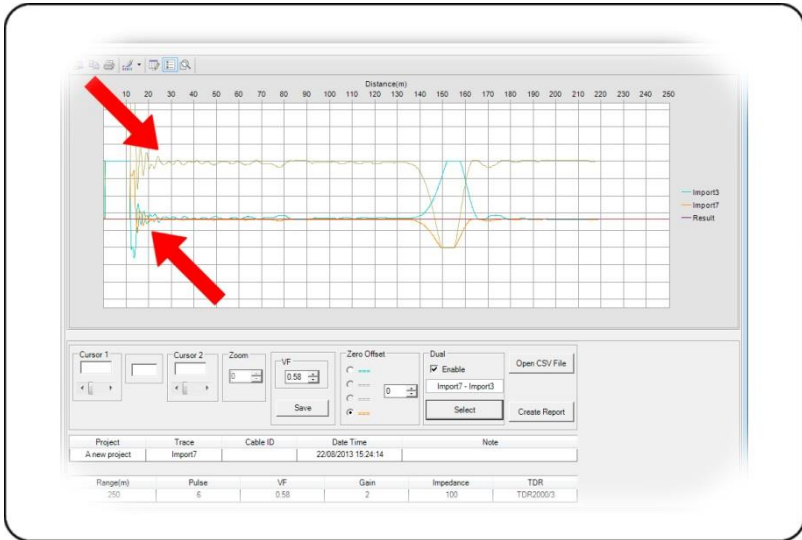 Distance(m)
10 20 30 40 50 60 70 80 90 100 110 120 130 140 150 160 170 180 190 200 210 220 230 240 250
Import3
Import7
Result
Cursor 1
Cursor 2
Zoom
0
VF
0.58
Save
Zero Offset
0
Dual
Enable
Import7 - Import3
Select
Open CSV File
Create Report
Project Trace Cable ID Date Time Note
A new project Import7 22/08/2013 15:24:14
Range(m) Pulse VF Gain Impedance TDR
250 6 0.58 2 100 TDR2000/3